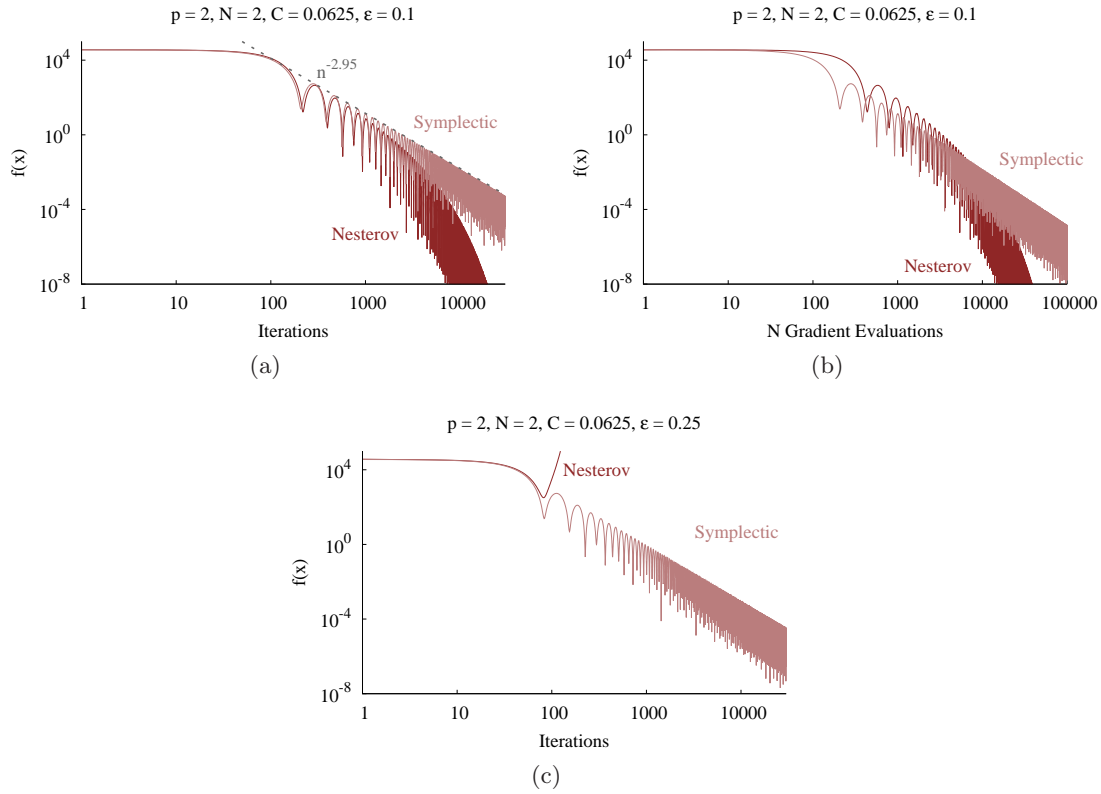 p = 2, N = 2, C = 0.0625, ε = 0.1
f(x)
10^4
10^0
10^-4
10^-8
n^-2.95
Symplectic
Nesterov
1 10 100 1000 10000
Iterations
(a)
p = 2, N = 2, C = 0.0625, ε = 0.1
f(x)
10^4
10^0
10^-4
10^-8
Symplectic
Nesterov
1 10 100 1000 10000 100000
N Gradient Evaluations
(b)
p = 2, N = 2, C = 0.0625, ε = 0.25
f(x)
10^4
10^0
10^-4
10^-8
Nesterov
Symplectic
1 10 100 1000 10000
Iterations
(c)